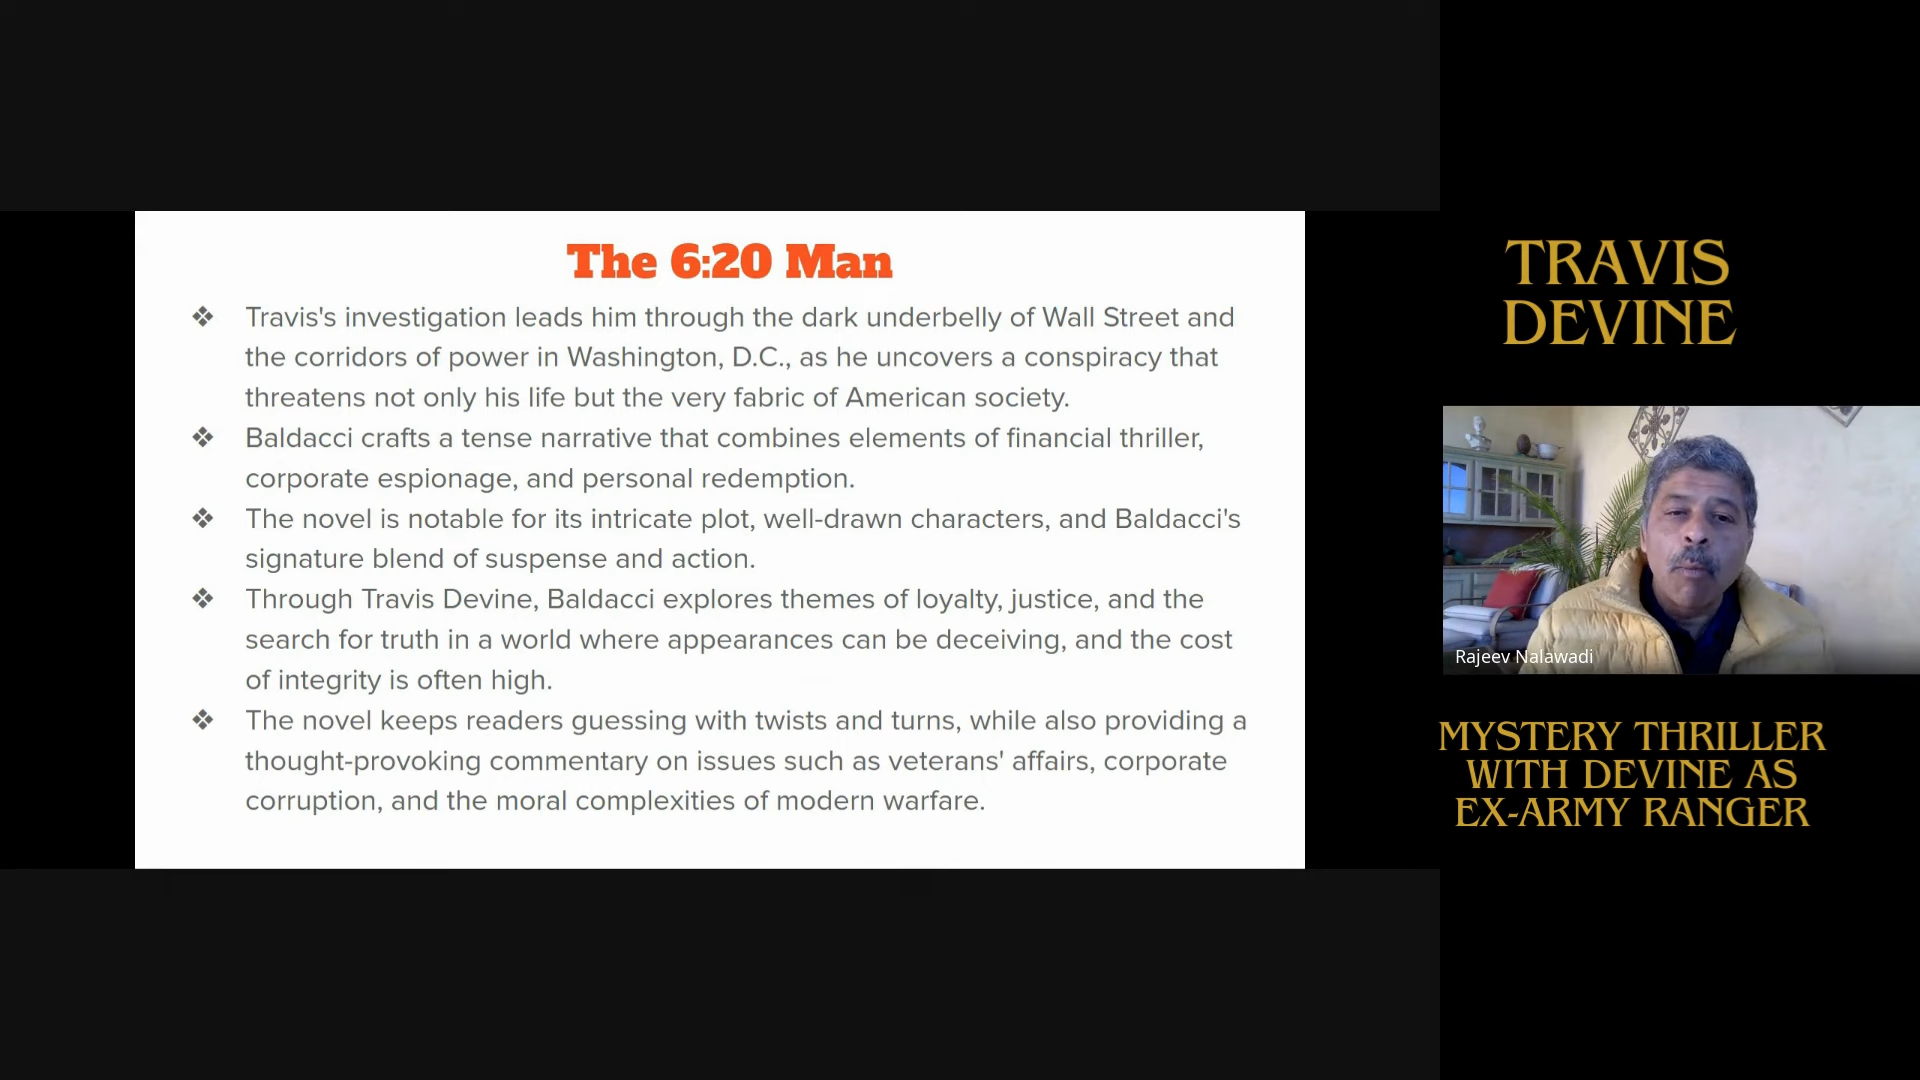 The 6:20 Man
❖ Travis's investigation leads him through the dark underbelly of Wall Street and
the corridors of power in Washington, D.C., as he uncovers a conspiracy that
threatens not only his life but the very fabric of American society.
❖ Baldacci crafts a tense narrative that combines elements of financial thriller,
corporate espionage, and personal redemption.
❖ The novel is notable for its intricate plot, well-drawn characters, and Baldacci's
signature blend of suspense and action.
❖ Through Travis Devine, Baldacci explores themes of loyalty, justice, and the
search for truth in a world where appearances can be deceiving, and the cost
of integrity is often high.
❖ The novel keeps readers guessing with twists and turns, while also providing a
thought-provoking commentary on issues such as veterans' affairs, corporate
corruption, and the moral complexities of modern warfare.
TRAVIS
DEVINE
Rajeev Nalawadi
MYSTERY THRILLER
WITH DEVINE AS
EX-ARMY RANGER